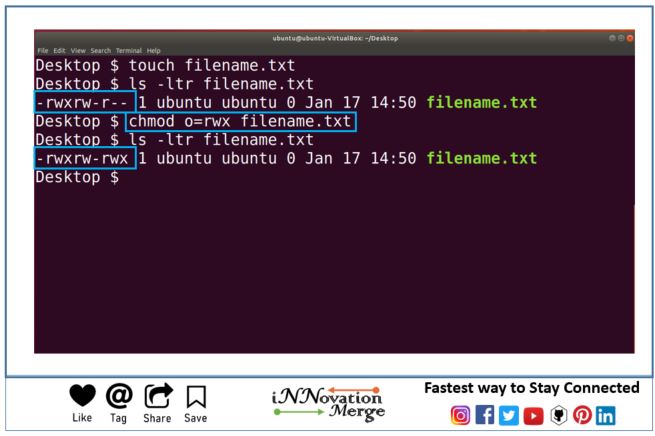 ubuntu@ubuntu-VirtualBox: ~/Desktop
File Edit View Search Terminal Help
Desktop $ touch filename.txt
Desktop $ ls -ltr filename.txt
-rwxrw-r-- 1 ubuntu ubuntu 0 Jan 17 14:50 filename.txt
Desktop $ chmod o=rwx filename.txt
Desktop $ ls -ltr filename.txt
-rwxrw-rwx 1 ubuntu ubuntu 0 Jan 17 14:50 filename.txt
Desktop $
Like Tag Share Save
iNNovation
Merge
Fastest way to Stay Connected